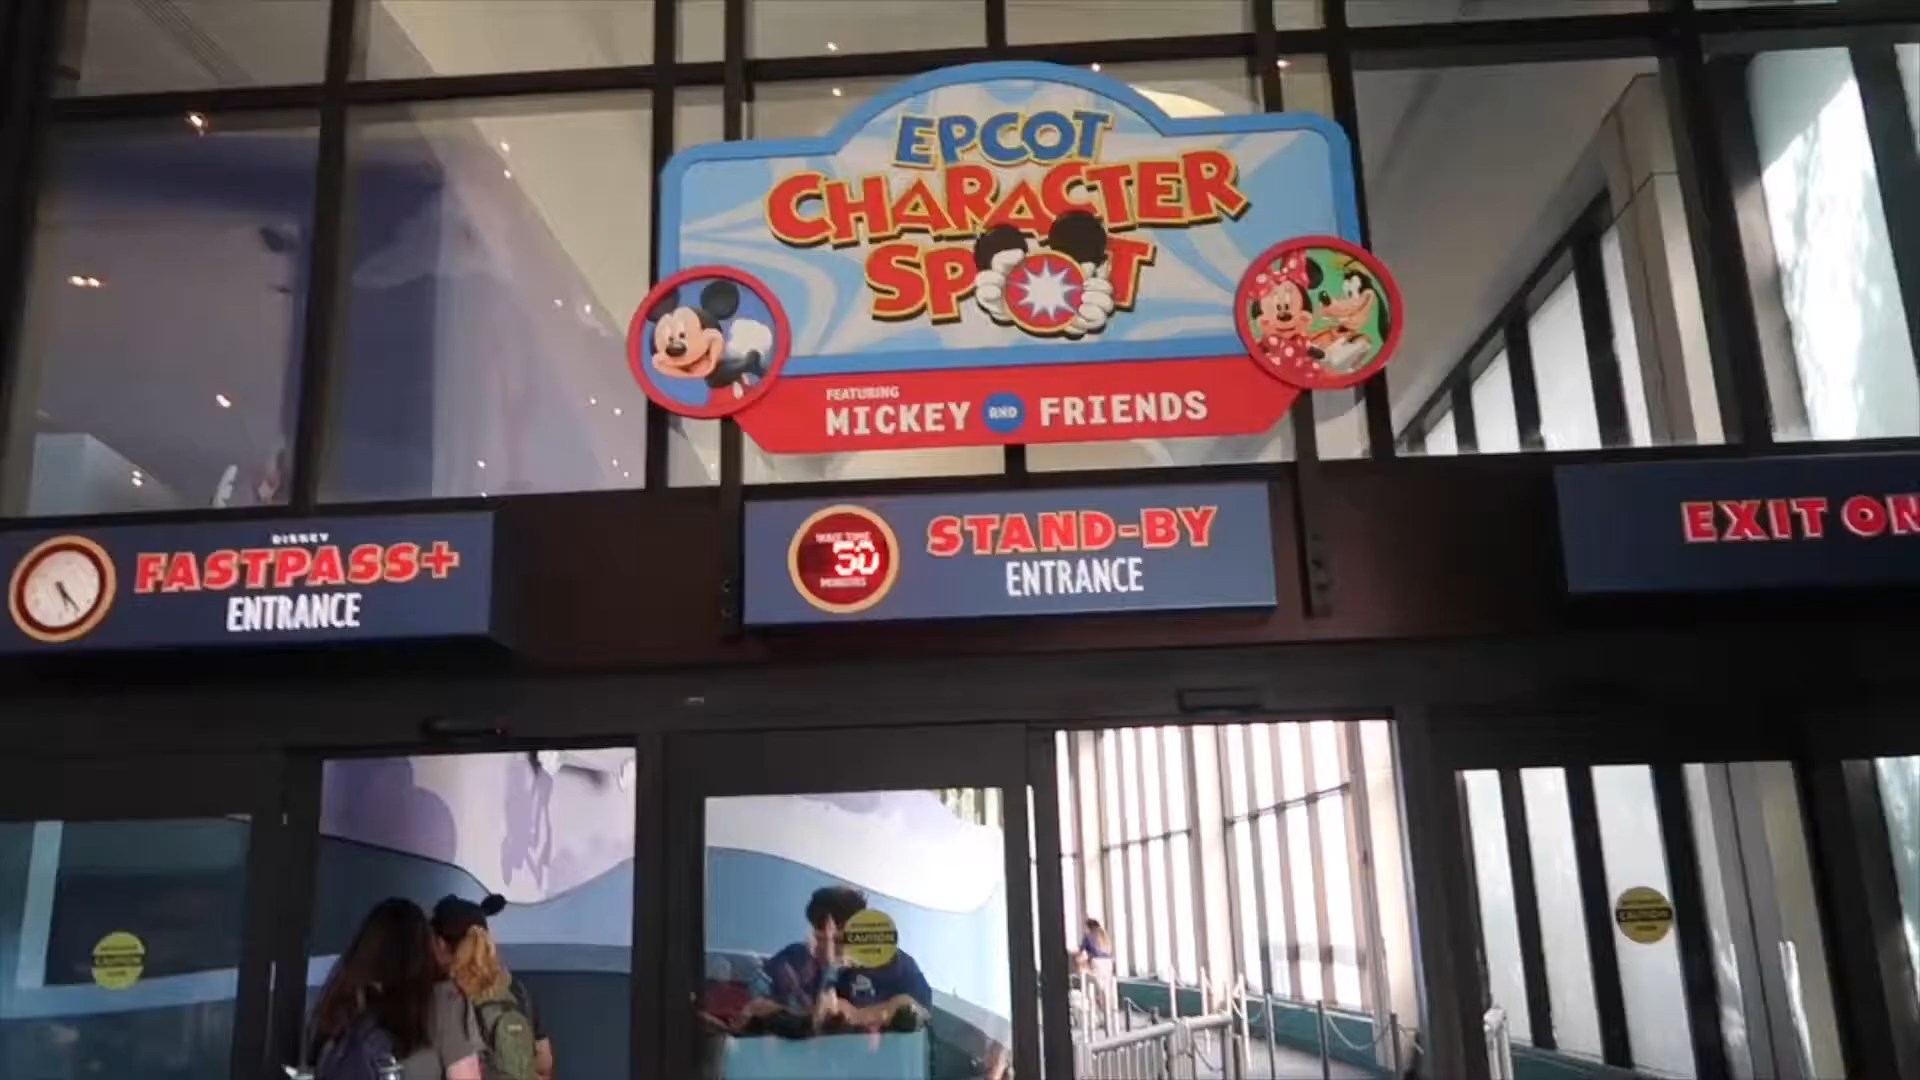 EPCOT
CHARACTER
SPOT
FEATURING
MICKEY AND FRIENDS
DISNEY
FASTPASS+
ENTRANCE
WAIT TIME
50
MINUTES
STAND-BY
ENTRANCE
EXIT ON
CAUTION
CAUTION
CAUTION